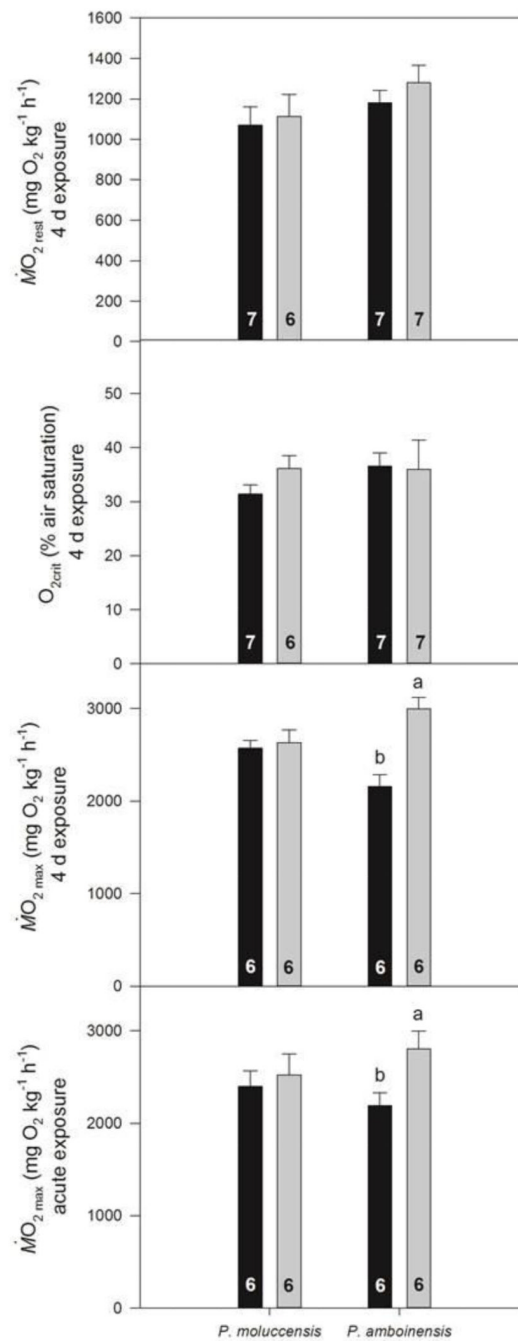 ṀO2 rest (mg O2 kg-1 h-1)
4 d exposure
1600
1400
1200
1000
800
600
400
200
0
7 6 7 7
O2crit (% air saturation)
4 d exposure
50
40
30
20
10
0
7 6 7 7
ṀO2 max (mg O2 kg-1 h-1)
4 d exposure
3000
2000
1000
0
b a
6 6 6 6
ṀO2 max (mg O2 kg-1 h-1)
acute exposure
3000
2000
1000
0
b a
6 6 6 6
P. moluccensis P. amboinensis